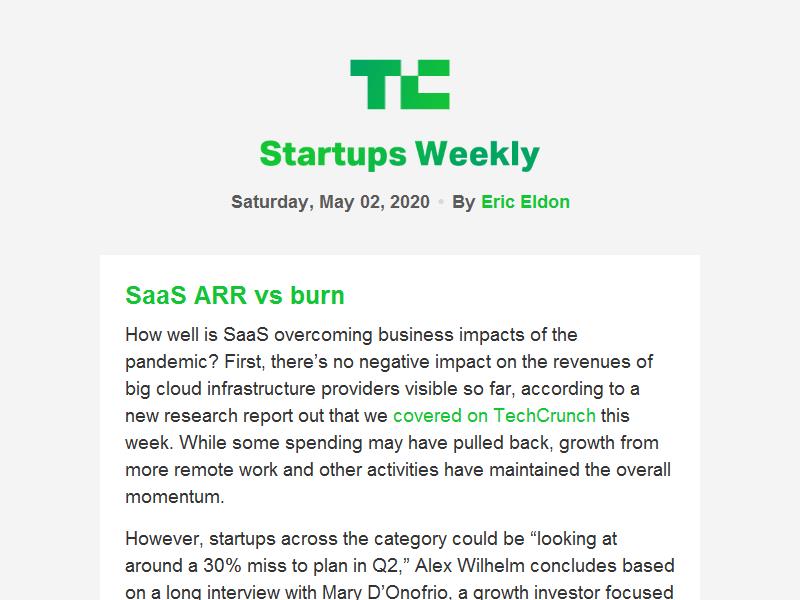 TC
Startups Weekly
Saturday, May 02, 2020 • By Eric Eldon
SaaS ARR vs burn
How well is SaaS overcoming business impacts of the
pandemic? First, there’s no negative impact on the revenues of
big cloud infrastructure providers visible so far, according to a
new research report out that we covered on TechCrunch this
week. While some spending may have pulled back, growth from
more remote work and other activities have maintained the overall
momentum.
However, startups across the category could be “looking at
around a 30% miss to plan in Q2,” Alex Wilhelm concludes based
on a long interview with Mary D’Onofrio, a growth investor focused